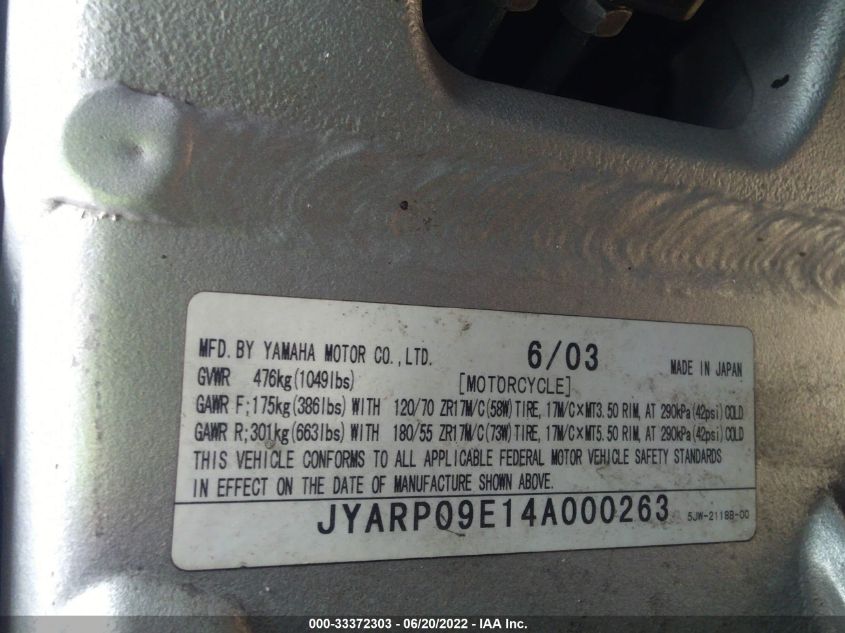 MFD. BY YAMAHA MOTOR CO., LTD. 6/03 MADE IN JAPAN
GVWR 476kg(1049lbs) [MOTORCYCLE]
GAWR F;175kg(386lbs) WITH 120/70 ZR17M/C(58W)TIRE, 17M/C×MT3.50 RIM, AT 290kPa(42psi)COLD
GAWR R;301kg(663lbs) WITH 180/55 ZR17M/C(73W)TIRE, 17M/C×MT5.50 RIM, AT 290kPa(42psi)COLD
THIS VEHICLE CONFORMS TO ALL APPLICABLE FEDERAL MOTOR VEHICLE SAFETY STANDARDS
IN EFFECT ON THE DATE OF MANUFACTURE SHOWN ABOVE.
JYARP09E14A000263 5JW-2118B-00
000-33372303 - 06/20/2022 - IAA Inc.